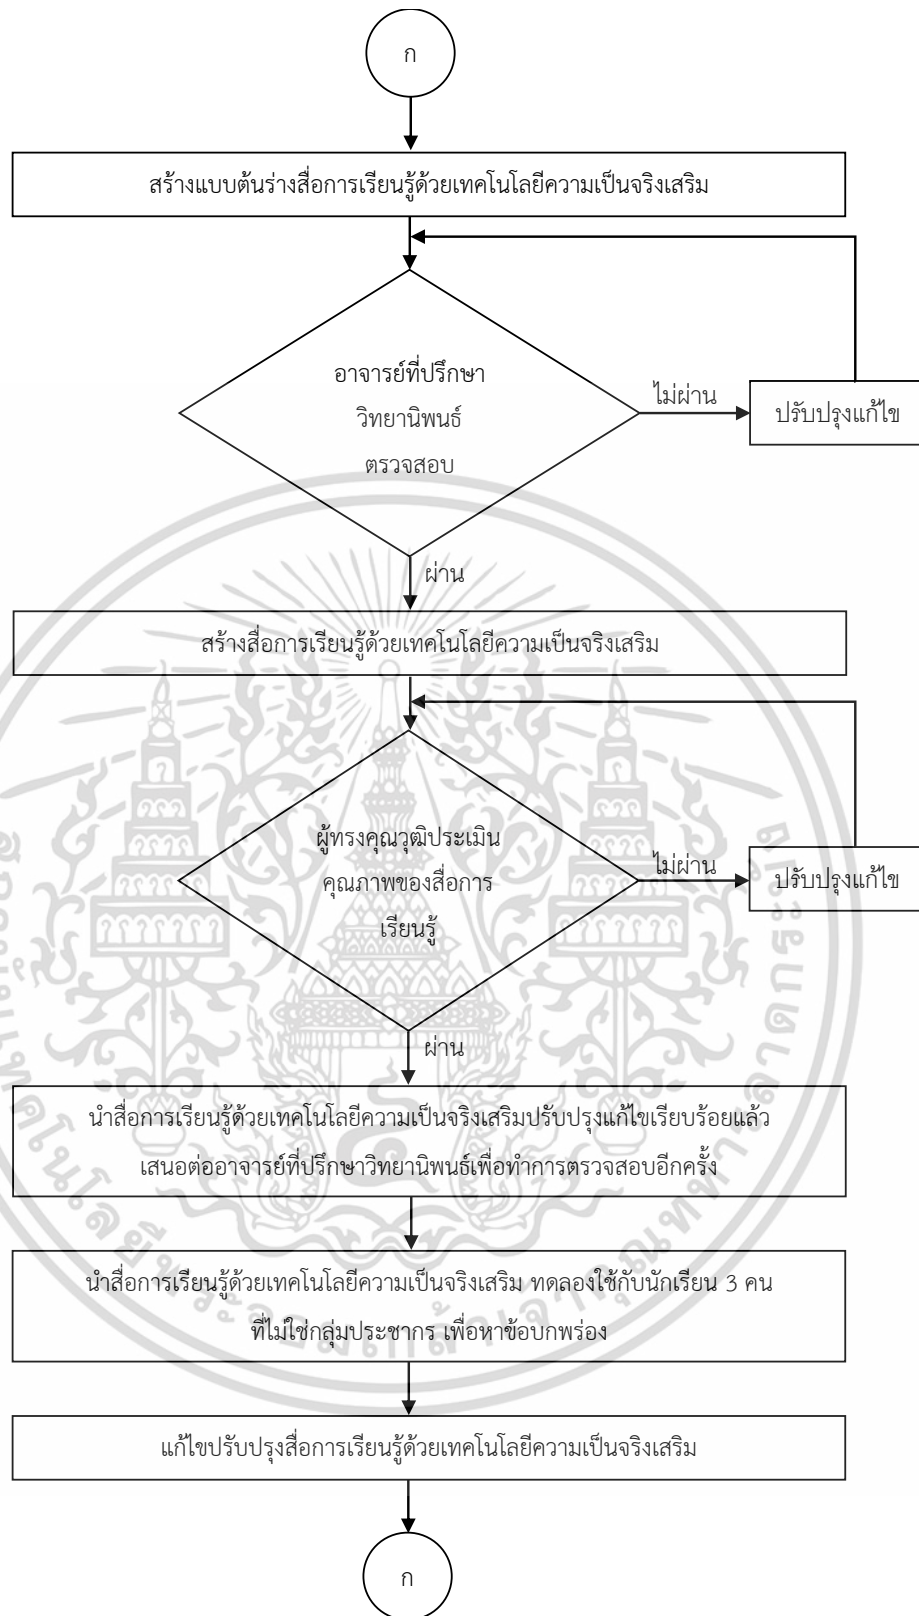 ก
สร้างแบบต้นร่างสื่อการเรียนรู้ด้วยเทคโนโลยีความเป็นจริงเสริม
อาจารย์ที่ปรึกษา
วิทยานิพนธ์
ตรวจสอบ
ไม่ผ่าน
ปรับปรุงแก้ไข
ผ่าน
สร้างสื่อการเรียนรู้ด้วยเทคโนโลยีความเป็นจริงเสริม
ผู้ทรงคุณวุฒิประเมิน
คุณภาพของสื่อการ
เรียนรู้
ไม่ผ่าน
ปรับปรุงแก้ไข
ผ่าน
นำสื่อการเรียนรู้ด้วยเทคโนโลยีความเป็นจริงเสริมปรับปรุงแก้ไขเรียบร้อยแล้ว
เสนอต่ออาจารย์ที่ปรึกษาวิทยานิพนธ์เพื่อทำการตรวจสอบอีกครั้ง
นำสื่อการเรียนรู้ด้วยเทคโนโลยีความเป็นจริงเสริม ทดลองใช้กับนักเรียน 3 คน
ที่ไม่ใช่กลุ่มประชากร เพื่อหาข้อบกพร่อง
แก้ไขปรับปรุงสื่อการเรียนรู้ด้วยเทคโนโลยีความเป็นจริงเสริม
ก